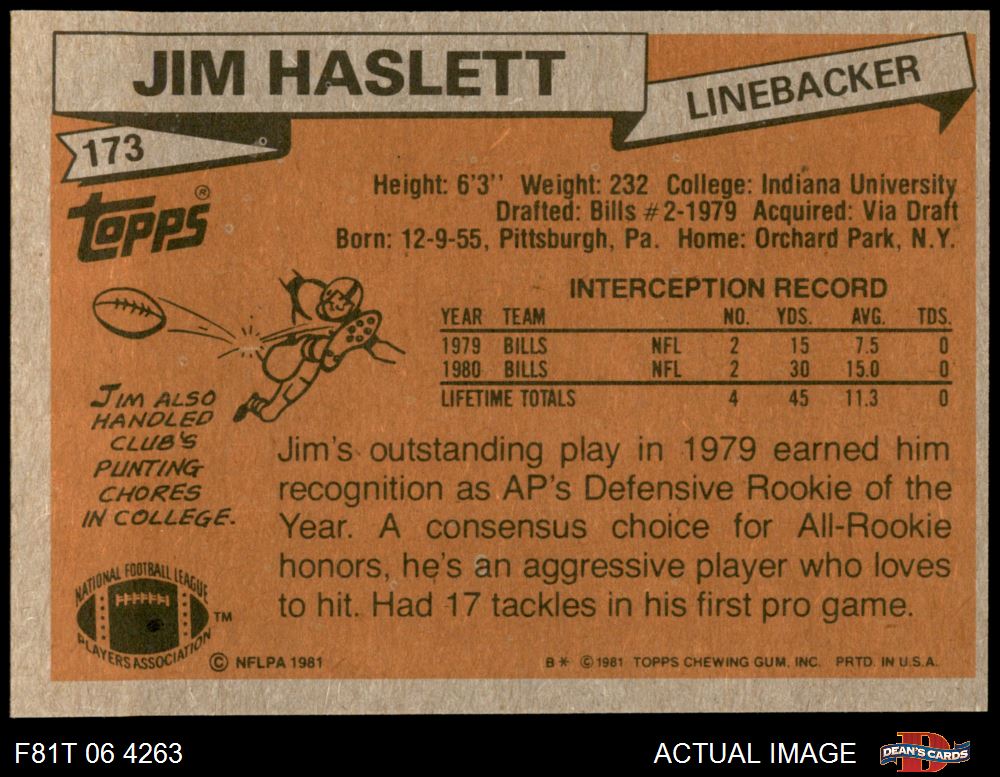 JIM HASLETT
LINEBACKER
173
TOPPS®
Height: 6'3'' Weight: 232 College: Indiana University
Drafted: Bills #2-1979 Acquired: Via Draft
Born: 12-9-55, Pittsburgh, Pa. Home: Orchard Park, N.Y.
INTERCEPTION RECORD
YEAR TEAM NO. YDS. AVG. TDS.
1979 BILLS NFL 2 15 7.5 0
1980 BILLS NFL 2 30 15.0 0
LIFETIME TOTALS 4 45 11.3 0
JIM ALSO
HANDLED
CLUB'S
PUNTING
CHORES
IN COLLEGE.
Jim's outstanding play in 1979 earned him
recognition as AP's Defensive Rookie of the
Year. A consensus choice for All-Rookie
honors, he's an aggressive player who loves
to hit. Had 17 tackles in his first pro game.
NATIONAL FOOTBALL LEAGUE
PLAYERS ASSOCIATION
TM
© NFLPA 1981
B* © 1981 TOPPS CHEWING GUM, INC. PRTD. IN U.S.A.
F81T 06 4263
ACTUAL IMAGE
D
DEAN'S CARDS